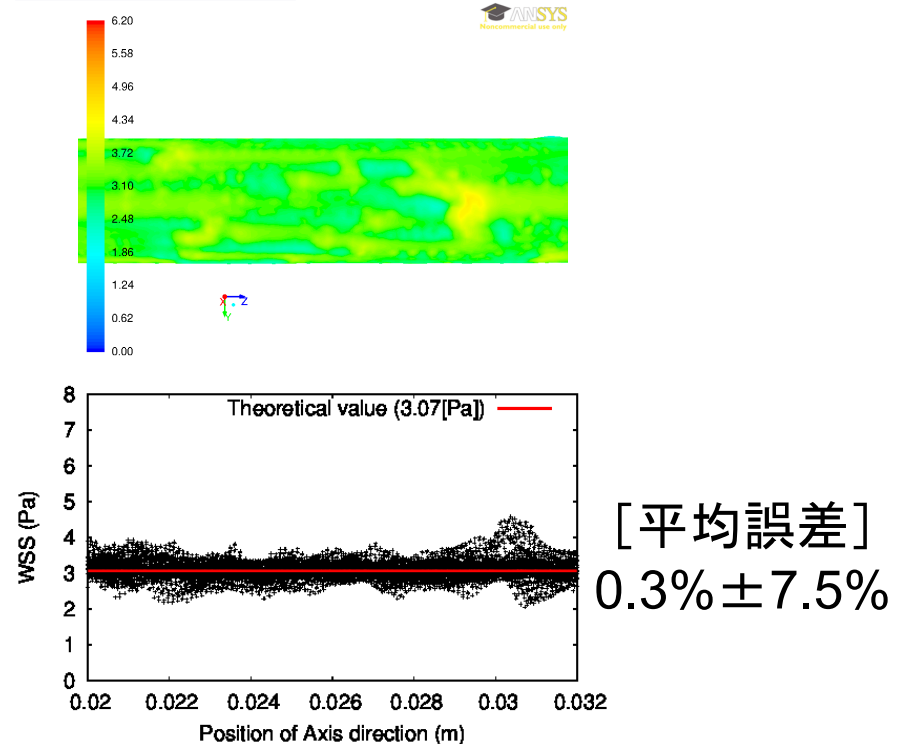 6.20
5.58
4.96
4.34
3.72
3.10
2.48
1.86
1.24
0.62
0.00
ANSYS
Noncommercial use only
X Z
Y
8
7
6
5
4
3
2
1
0
WSS (Pa)
Theoretical value (3.07[Pa])
0.02 0.022 0.024 0.026 0.028 0.03 0.032
Position of Axis direction (m)
[平均誤差]
0.3%±7.5%